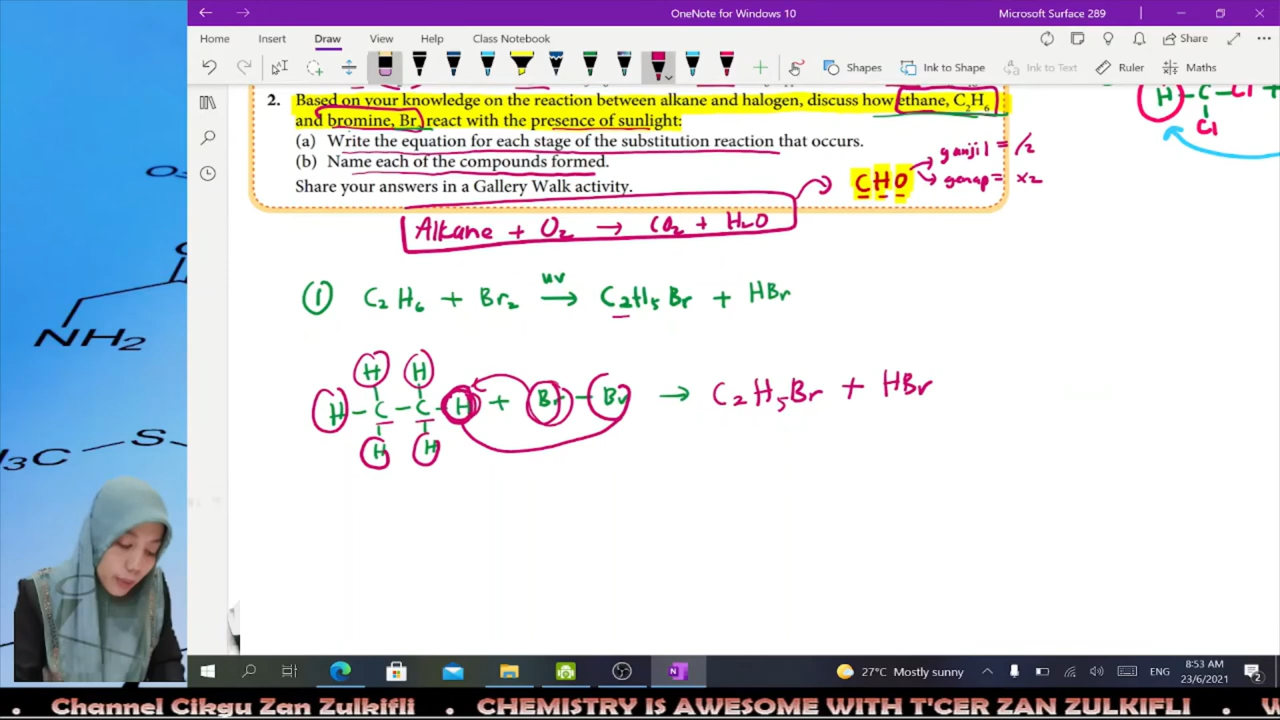 OneNote for Windows 10
Microsoft Surface 289
Home Insert Draw View Help Class Notebook
Share
Shapes
Ink to Shape
Ink to Text
Ruler
Maths
2. Based on your knowledge on the reaction between alkane and halogen, discuss how ethane, C₂H₆
and bromine, Br₂ react with the presence of sunlight:
(a) Write the equation for each stage of the substitution reaction that occurs.
(b) Name each of the compounds formed.
Share your answers in a Gallery Walk activity.
CHO
ganjil = /2
genap = x2
H – C – Cl +
Cl
Alkane + O₂ → CO₂ + H₂O
① C₂H₆ + Br₂ uv → C₂H₅Br + HBr
H H
H – C – C – H + Br – Br → C₂H₅Br + HBr
H H
NH2
3C
S
27°C Mostly sunny
ENG
8:53 AM
23/6/2021
2
Channel Cikgu Zan Zulkifli . CHEMISTRY IS AWESOME WITH T'CER ZAN ZULKIFLI . W